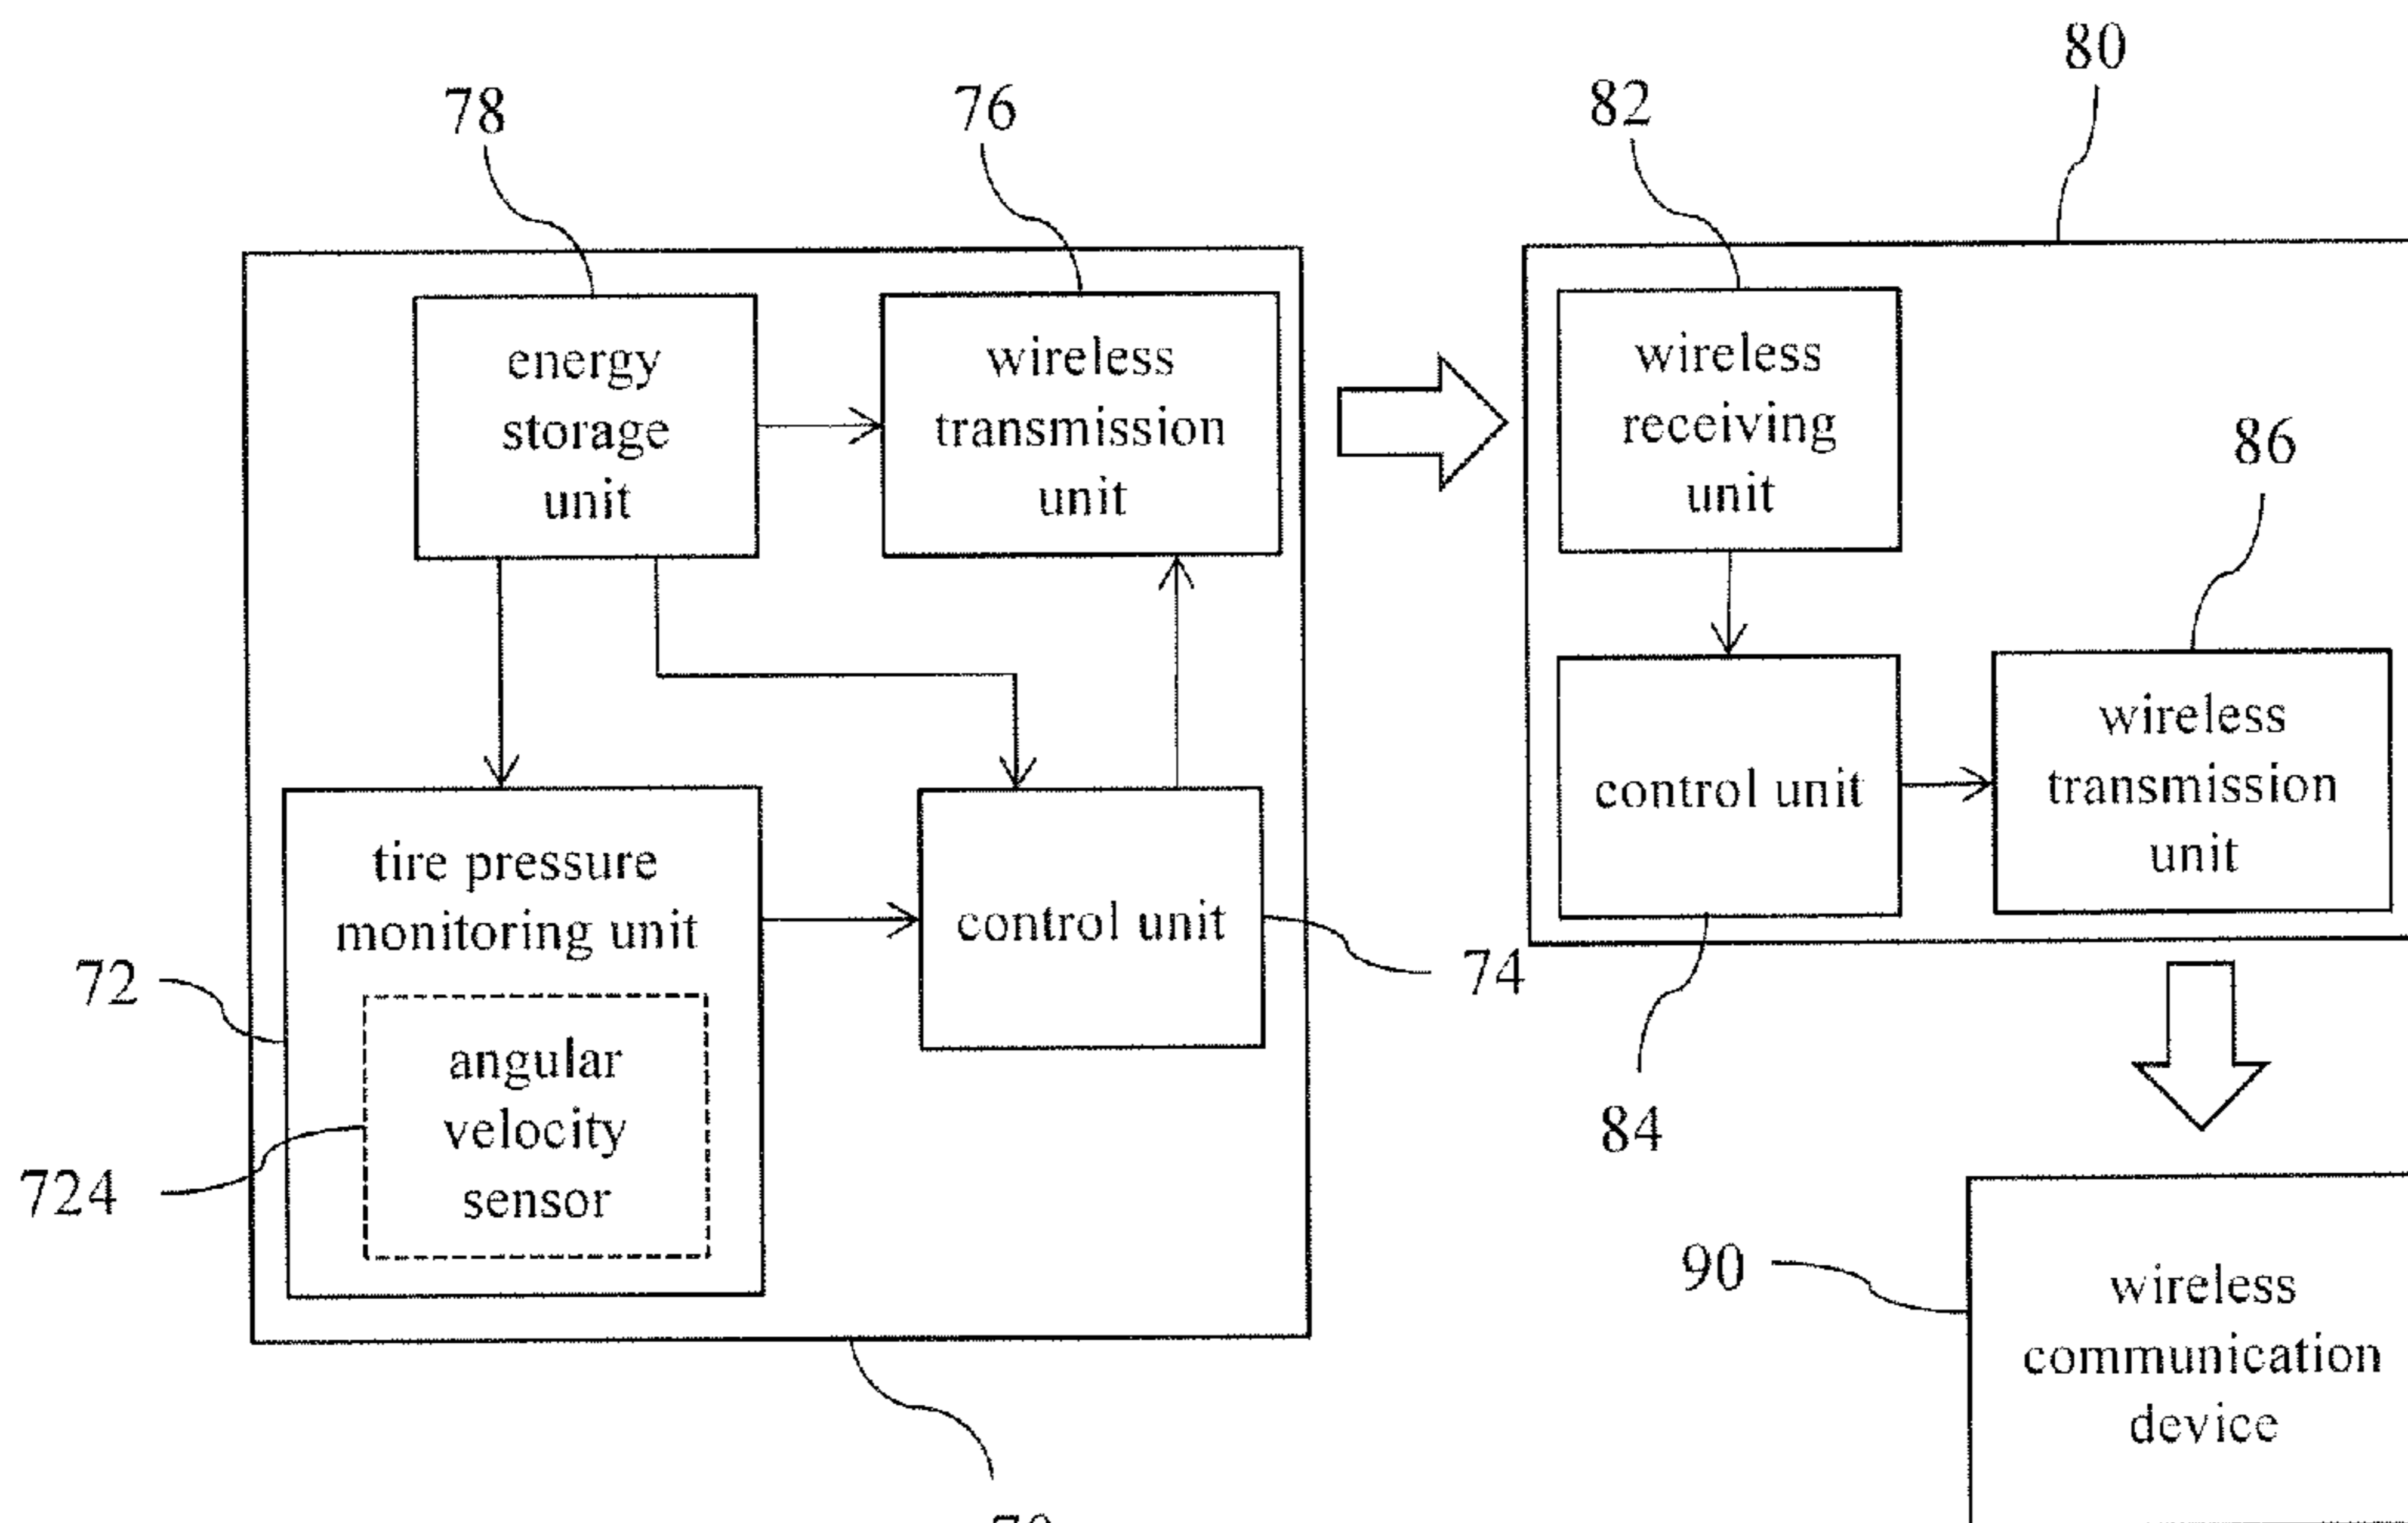 80
78
76
82
energy
storage
unit
wireless
transmission
unit
wireless
receiving
unit
86
control unit
wireless
transmission
unit
tire pressure
monitoring unit
control unit
72
74
angular
velocity
sensor
84
724
90
wireless
communication
device
70